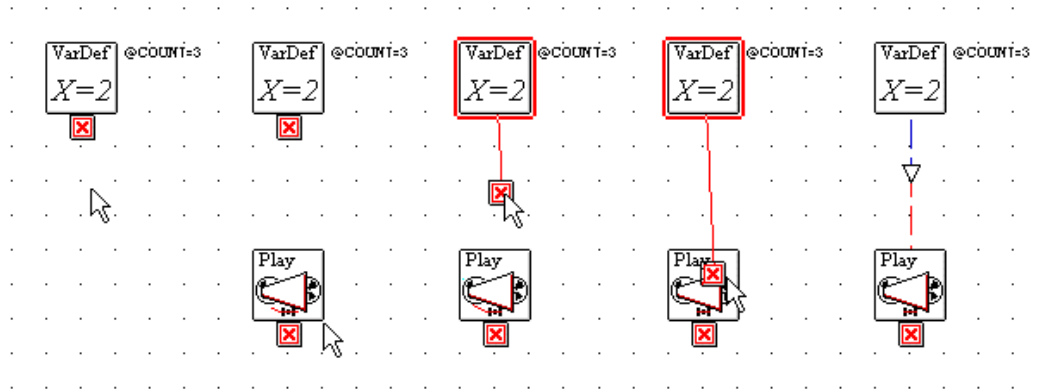 VarDef @COUNT=3 VarDef @COUNT=3 VarDef @COUNT=3 VarDef @COUNT=3 VarDef @COUNT=3
X=2 X=2 X=2 X=2 X=2
Play Play Play Play